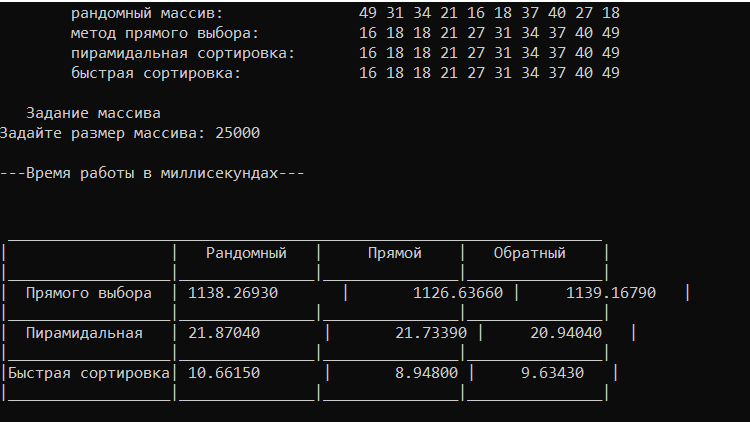 рандомный массив: 49 31 34 21 16 18 37 40 27 18
метод прямого выбора: 16 18 18 21 27 31 34 37 40 49
пирамидальная сортировка: 16 18 18 21 27 31 34 37 40 49
быстрая сортировка: 16 18 18 21 27 31 34 37 40 49
Задание массива
Задайте размер массива: 25000
---Время работы в миллисекундах---
| | Рандомный | Прямой | Обратный |
| Прямого выбора | 1138.26930 | 1126.63660 | 1139.16790 |
| Пирамидальная | 21.87040 | 21.73390 | 20.94040 |
|Быстрая сортировка| 10.66150 | 8.94800 | 9.63430 |